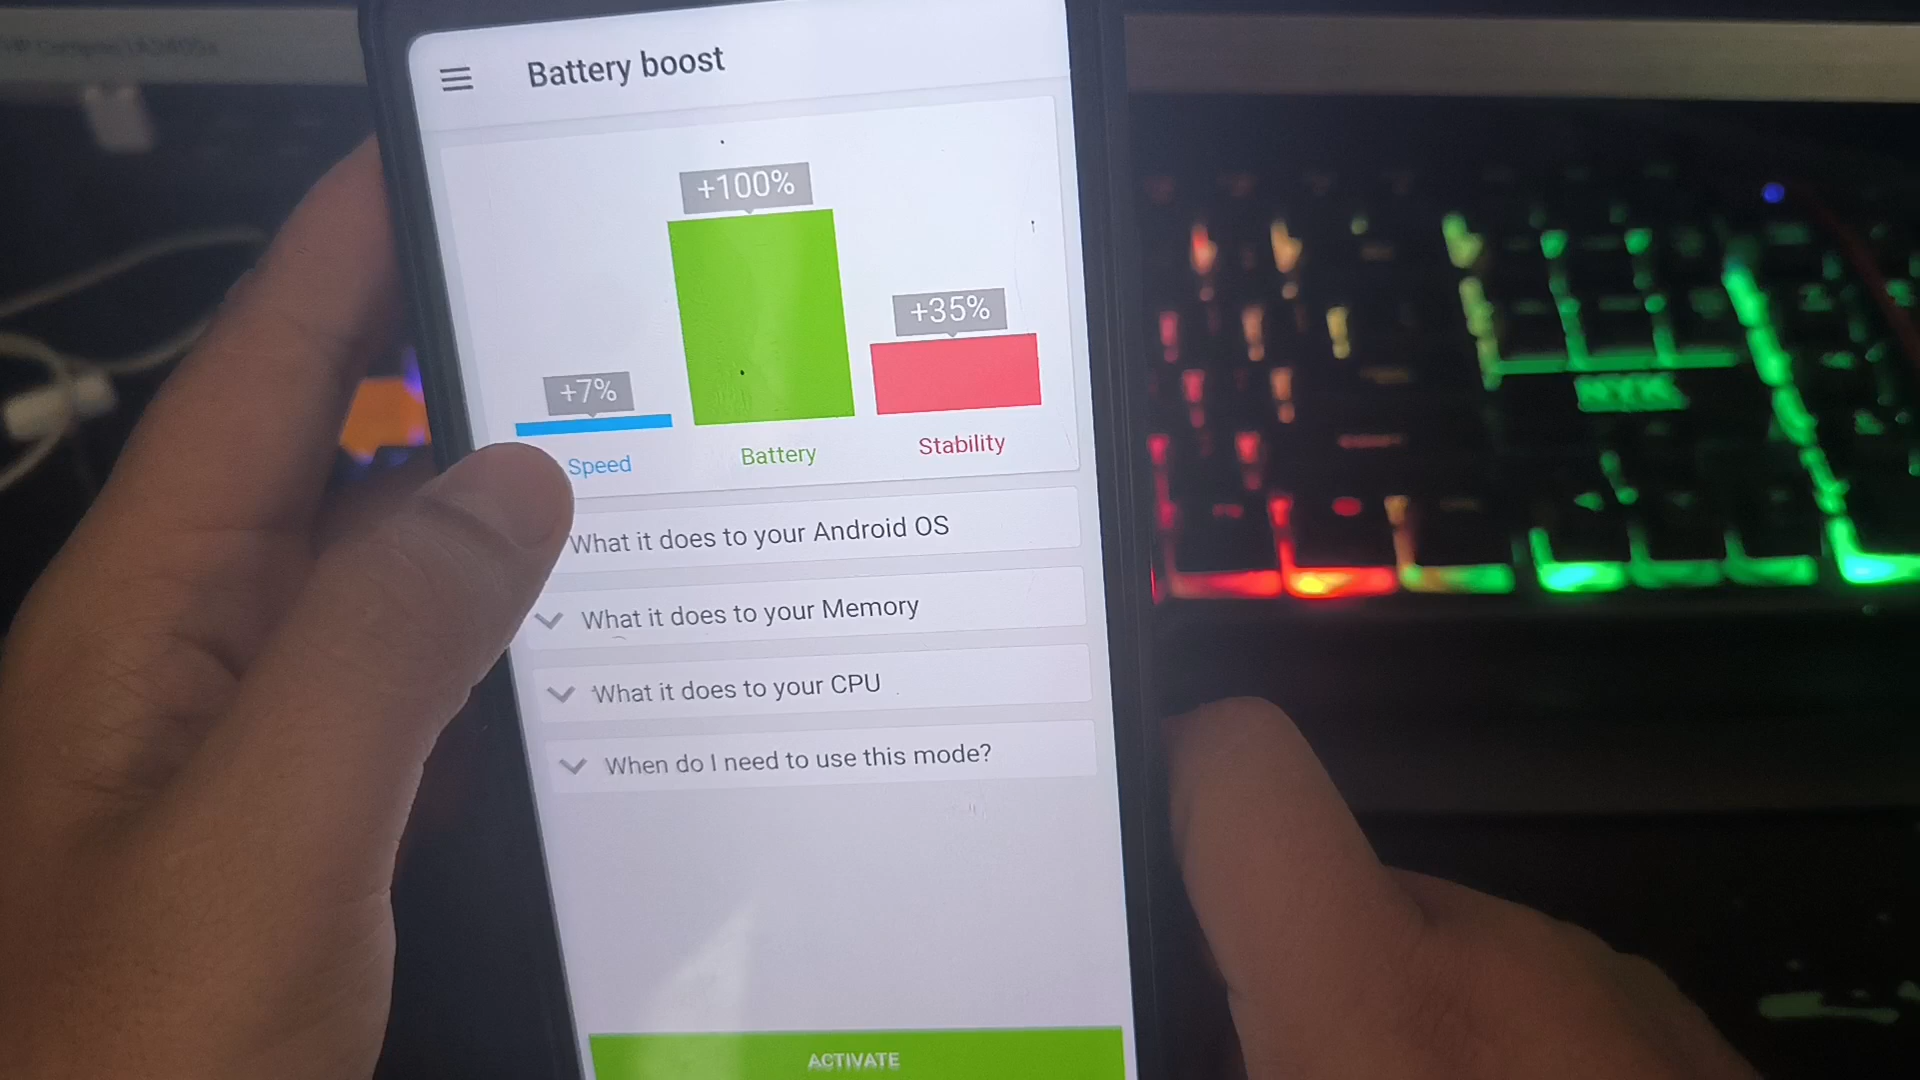 Battery boost
+100%
+35%
+7%
Speed
Battery
Stability
What it does to your Android OS
What it does to your Memory
What it does to your CPU
When do I need to use this mode?
ACTIVATE
NYK